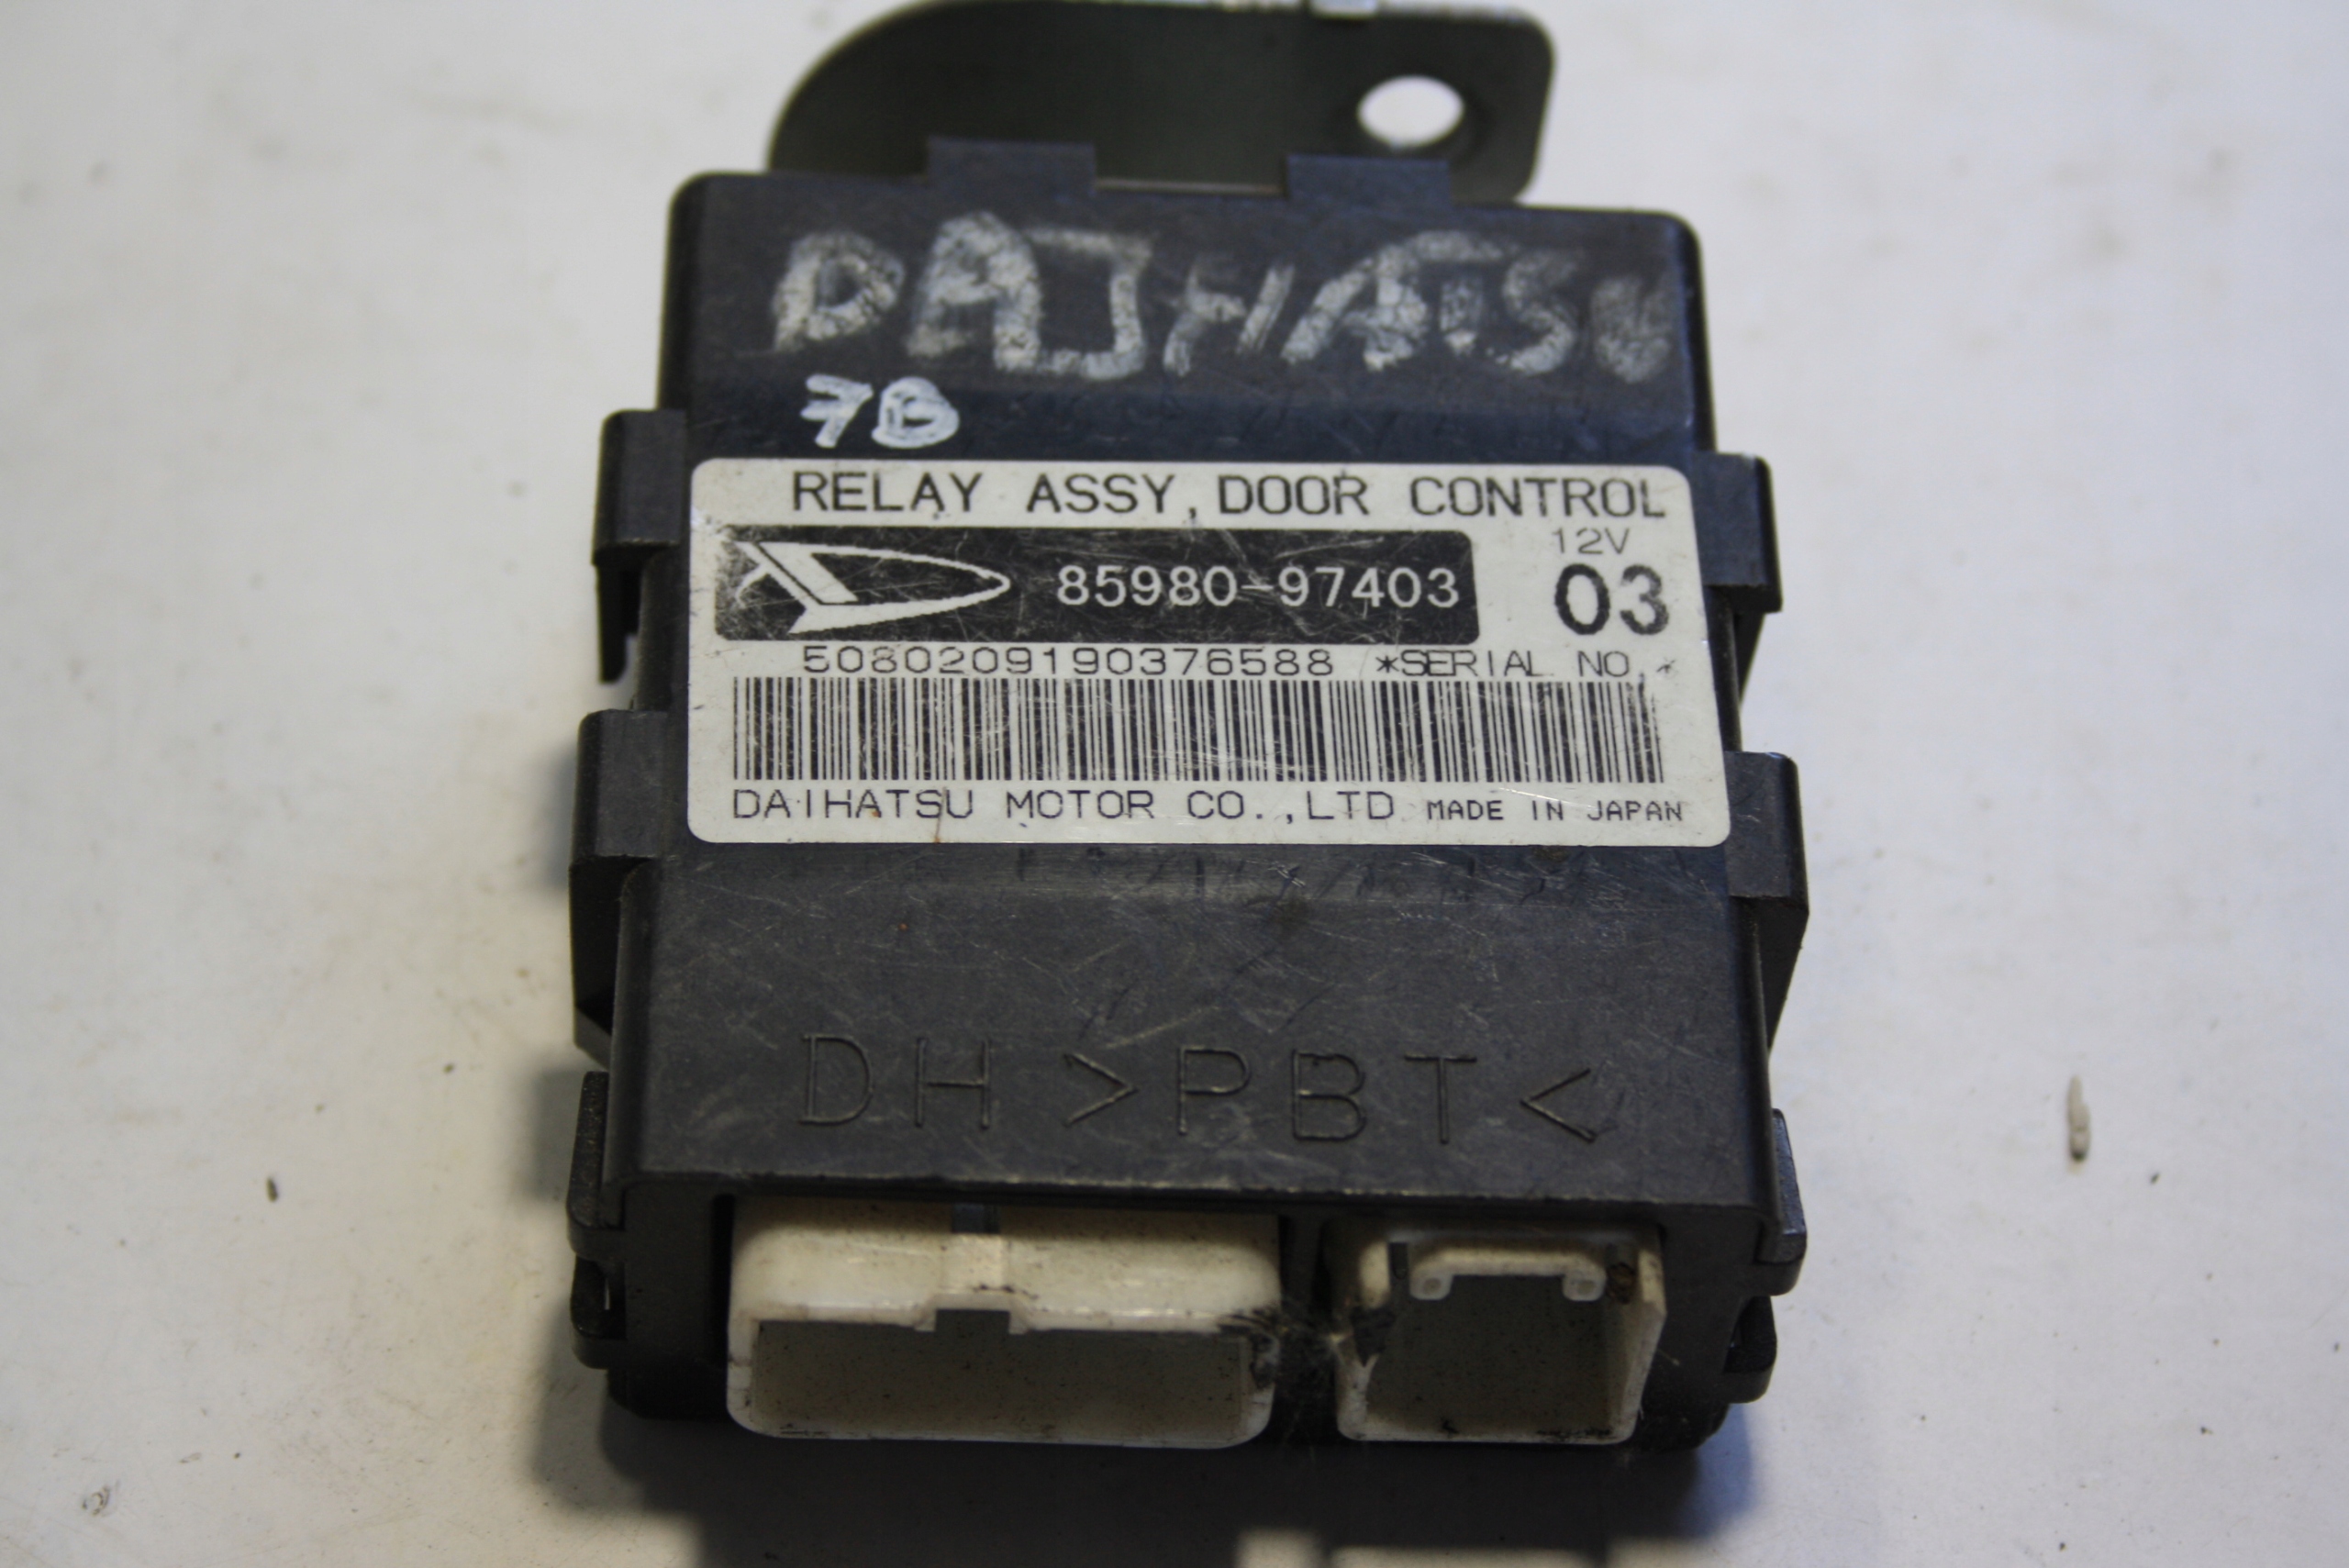 DAIHATSU
7B
RELAY ASSY, DOOR CONTROL
12V
85980-97403
03
5080209190376588 *SERIAL NO.*
DAIHATSU MOTOR CO.,LTD. MADE IN JAPAN
DH >PBT<